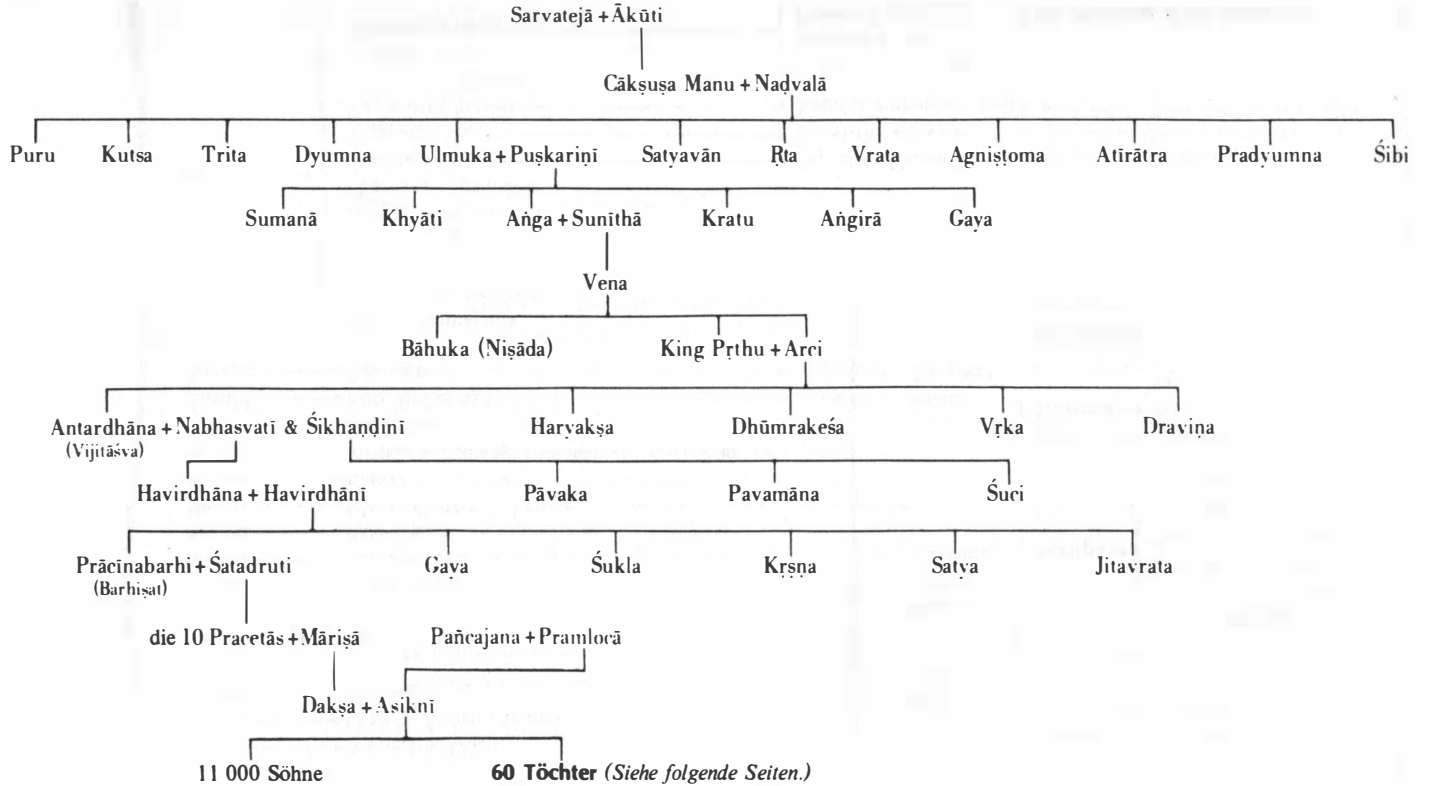 Sarvatejā + Ākūti
Cākṣuṣa Manu + Naḍvalā
Puru Kutsa Trita Dyumna Ulmuka + Puṣkariṇī Satyavān Ṛta Vrata Agniṣṭoma Atīrātra Pradyumna Śibi
Sumanā Khyāti Aṅga + Sunīthā Kratu Aṅgirā Gaya
Vena
Bāhuka (Niṣāda) King Pṛthu + Arci
Antardhāna + Nabhasvatī & Śikhaṇḍinī Haryakṣa Dhūmrakeśa Vṛka Draviṇa
(Vijitāśva)
Havirdhāna + Havirdhānī Pāvaka Pavamāna Śuci
Prācīnabarhi + Śatadruti Gaya Śukla Kṛṣṇa Satya Jitavrata
(Barhiṣat)
die 10 Pracetās + Māriṣā Pañcajana + Pramlocā
Dakṣa + Asiknī
11 000 Söhne 60 Töchter (Siehe folgende Seiten.)